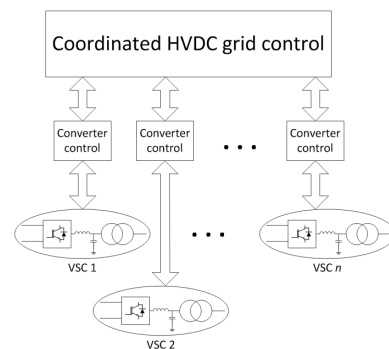 Coordinated HVDC grid control
Converter
control
Converter
control
Converter
control
VSC 1
VSC n
VSC 2